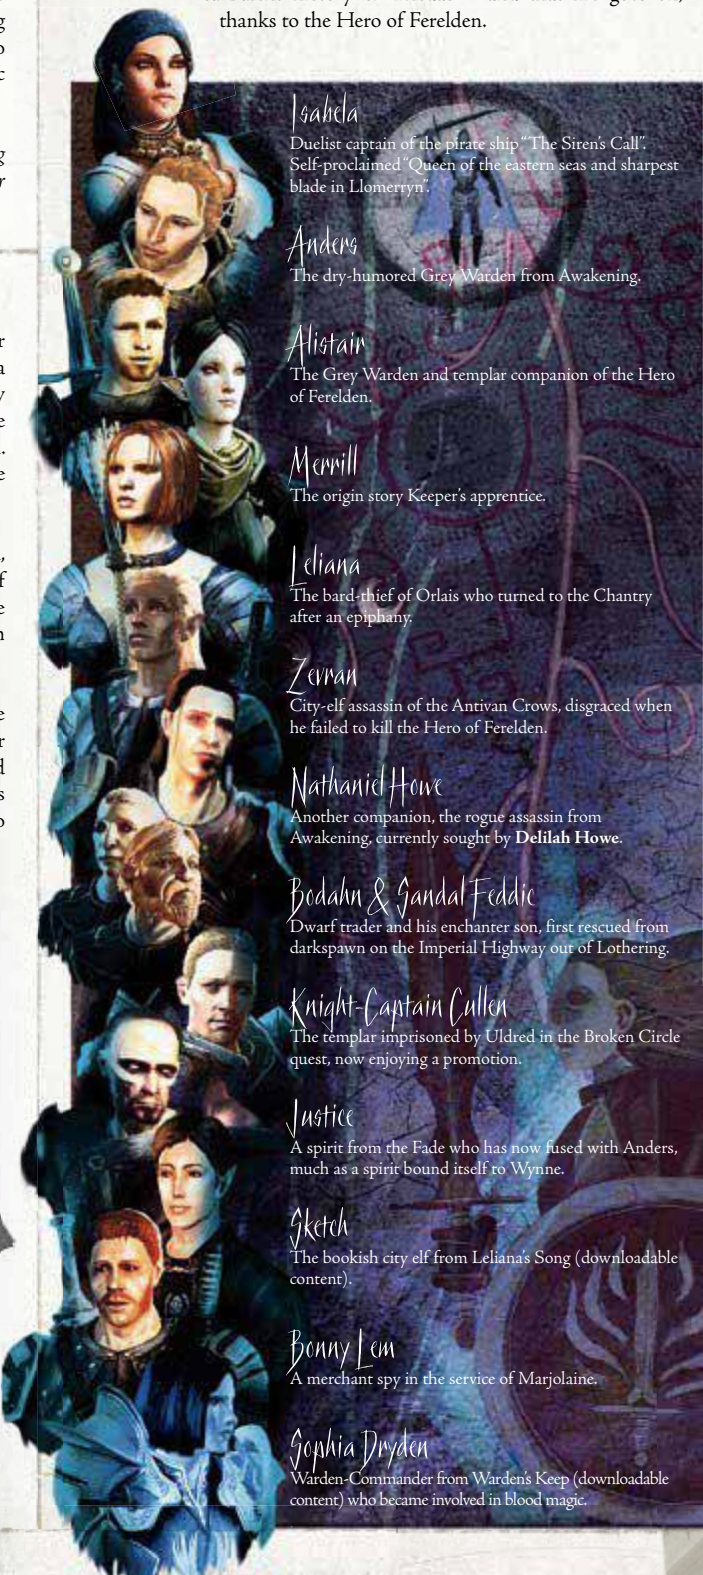 thanks to the Hero of Ferelden.
Isabela
Duelist captain of the pirate ship “The Siren’s Call”.
Self-proclaimed “Queen of the eastern seas and sharpest
blade in Llomerryn”.
Anders
The dry-humored Grey Warden from Awakening.
Alistair
The Grey Warden and templar companion of the Hero
of Ferelden.
Merrill
The origin story Keeper’s apprentice.
Leliana
The bard-thief of Orlais who turned to the Chantry
after an epiphany.
Zevran
City-elf assassin of the Antivan Crows, disgraced when
he failed to kill the Hero of Ferelden.
Nathaniel Howe
Another companion, the rogue assassin from
Awakening, currently sought by Delilah Howe.
Bodahn & Sandal Feddic
Dwarf trader and his enchanter son, first rescued from
darkspawn on the Imperial Highway out of Lothering.
Knight-Captain Cullen
The templar imprisoned by Uldred in the Broken Circle
quest, now enjoying a promotion.
Justice
A spirit from the Fade who has now fused with Anders,
much as a spirit bound itself to Wynne.
Sketch
The bookish city elf from Leliana’s Song (downloadable
content).
Bonny Lem
A merchant spy in the service of Marjolaine.
Sophia Dryden
Warden-Commander from Warden’s Keep (downloadable
content) who became involved in blood magic.